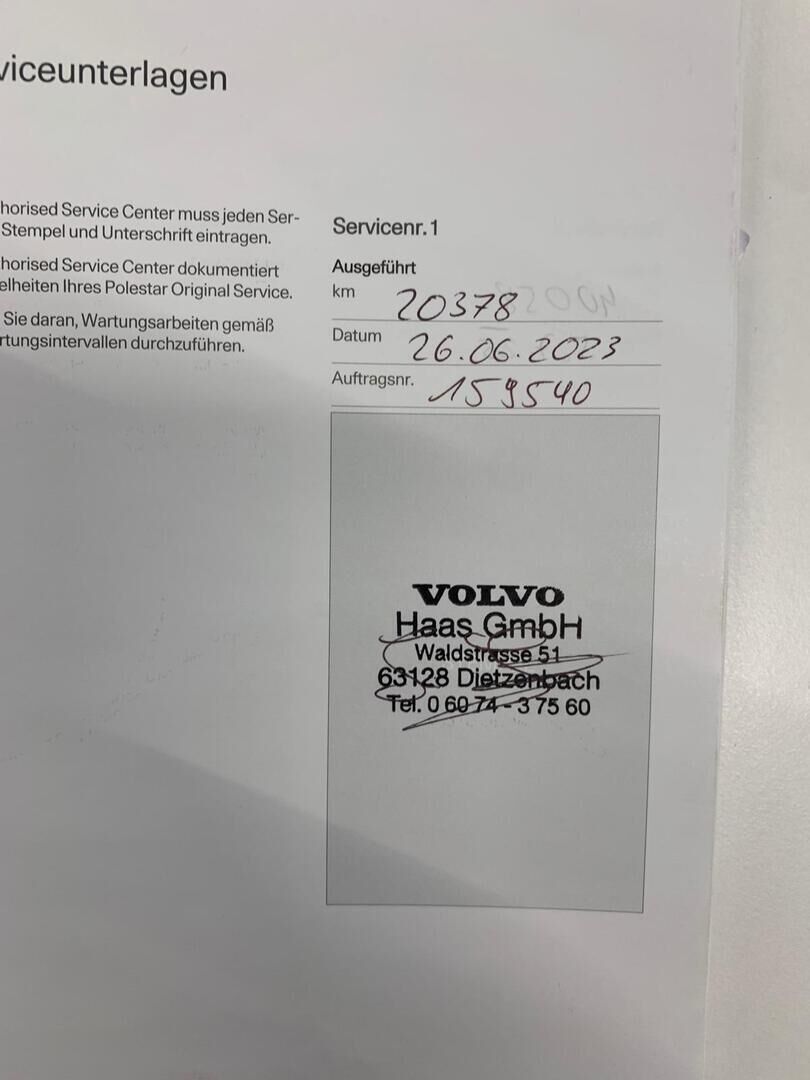 viceunterlagen
horised Service Center muss jeden Ser-
Stempel und Unterschrift eintragen.
horised Service Center dokumentiert
elheiten Ihres Polestar Original Service.
Sie daran, Wartungsarbeiten gemäß
rtungsintervallen durchzuführen.
Servicenr. 1
Ausgeführt
km 20378
Datum 26.06.2023
Auftragsnr. 159540
VOLVO
Haas GmbH
Waldstrasse 51
63128 Dietzenbach
Tel. 0 60 74 - 3 75 60